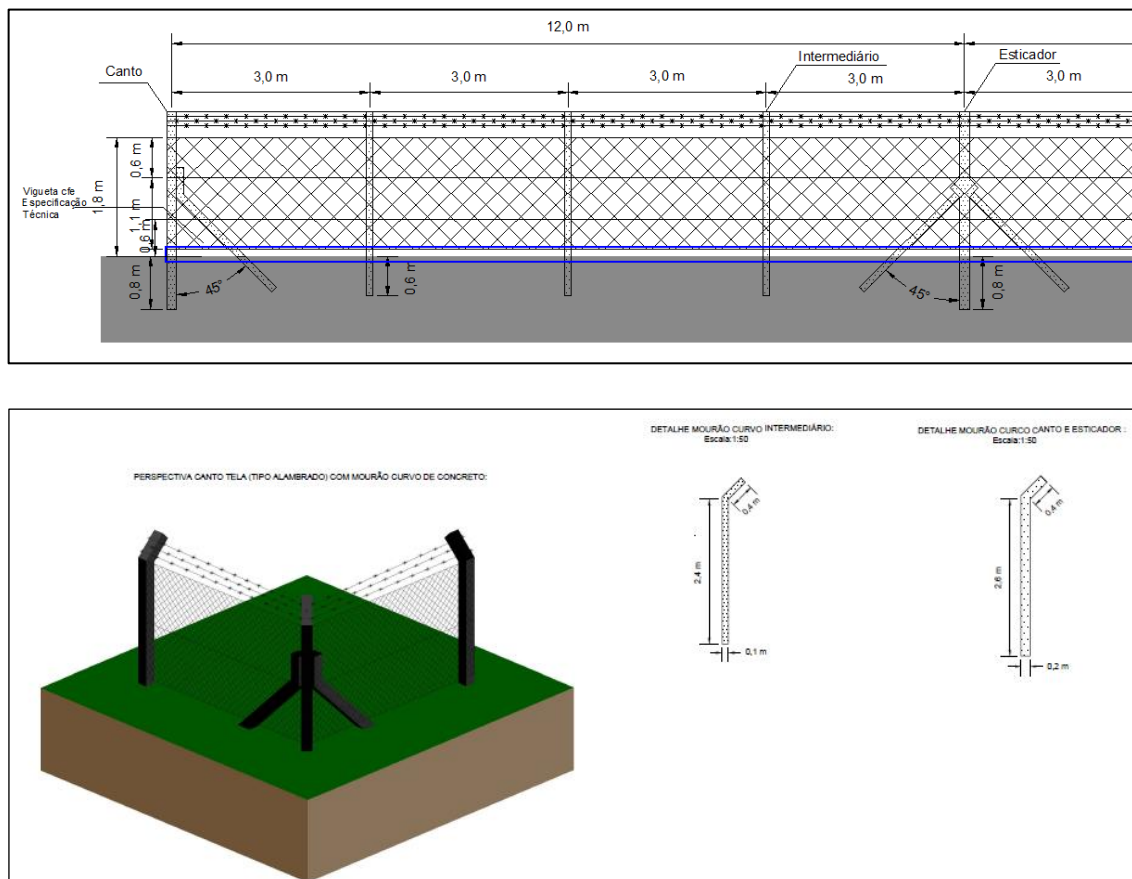 12,0 m
Canto
3,0 m
3,0 m
3,0 m
Intermediário
3,0 m
Esticador
3,0 m
0,6 m
1,8 m
Vigueta cfe
Especificação
Técnica
1,1 m
0,6 m
0,8 m
45°
0,6 m
45°
0,8 m
PERSPECTIVA CANTO TELA (TIPO ALAMBRADO) COM MOURÃO CURVO DE CONCRETO:
DETALHE MOURÃO CURVO INTERMEDIÁRIO:
Escala:1:50
0,4 m
2,4 m
0,1 m
DETALHE MOURÃO CURCO CANTO E ESTICADOR :
Escala:1:50
0,4 m
2,6 m
0,2 m